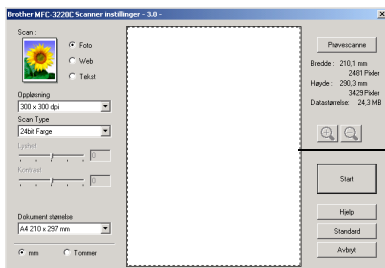 Brother MFC-3220C Scanner instillinger - 3.0 -
Scan :
Foto
Web
Tekst
Oppløsning
300 x 300 dpi
Scan Type
24bit Farge
Lyshet
0
Kontrast
0
Dokument størrelse
A4 210 x 297 mm
mm
Tommer
Prøvescanne
Bredde : 210,1 mm
2481 Pixler
Høyde : 290,3 mm
3429 Pixler
Datastørrelse: 24,3 MB
Start
Hjelp
Standard
Avbryt